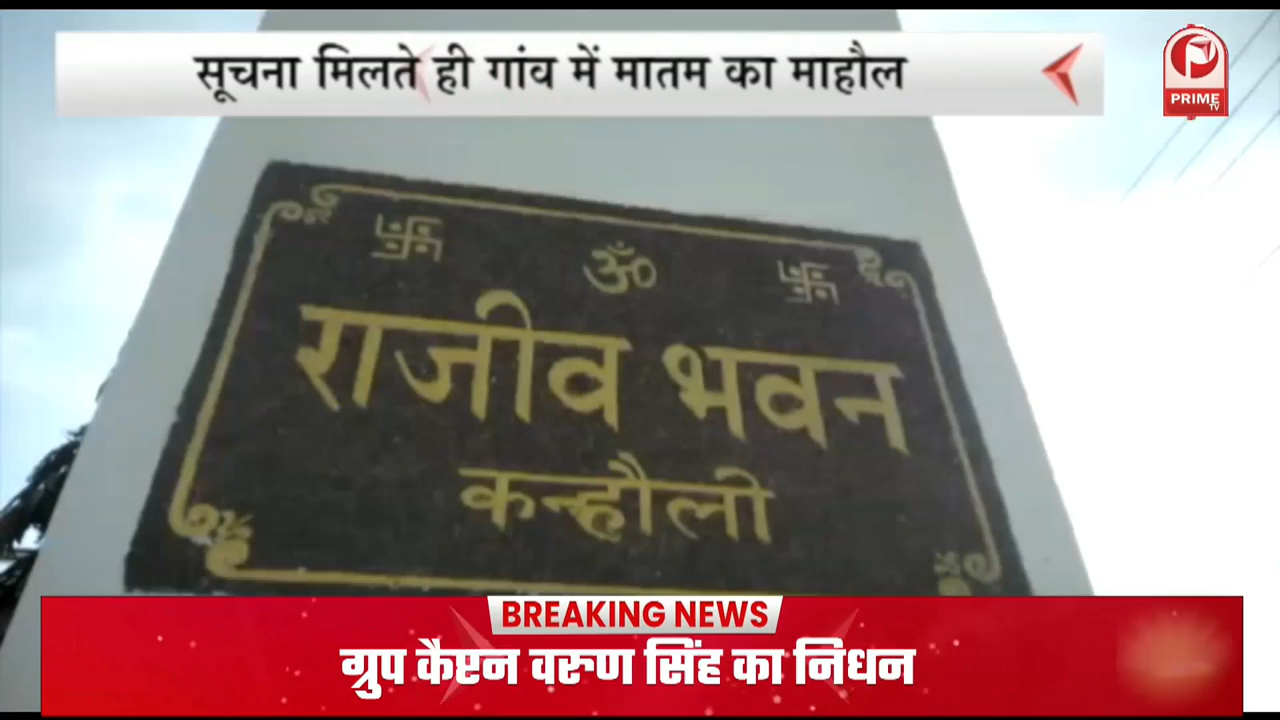 सूचना मिलते ही गांव में मातम का माहौल
PRIME
TV
ॐ
राजीव भवन
कन्हौली
BREAKING NEWS
ग्रुप कैप्टन वरुण सिंह का निधन